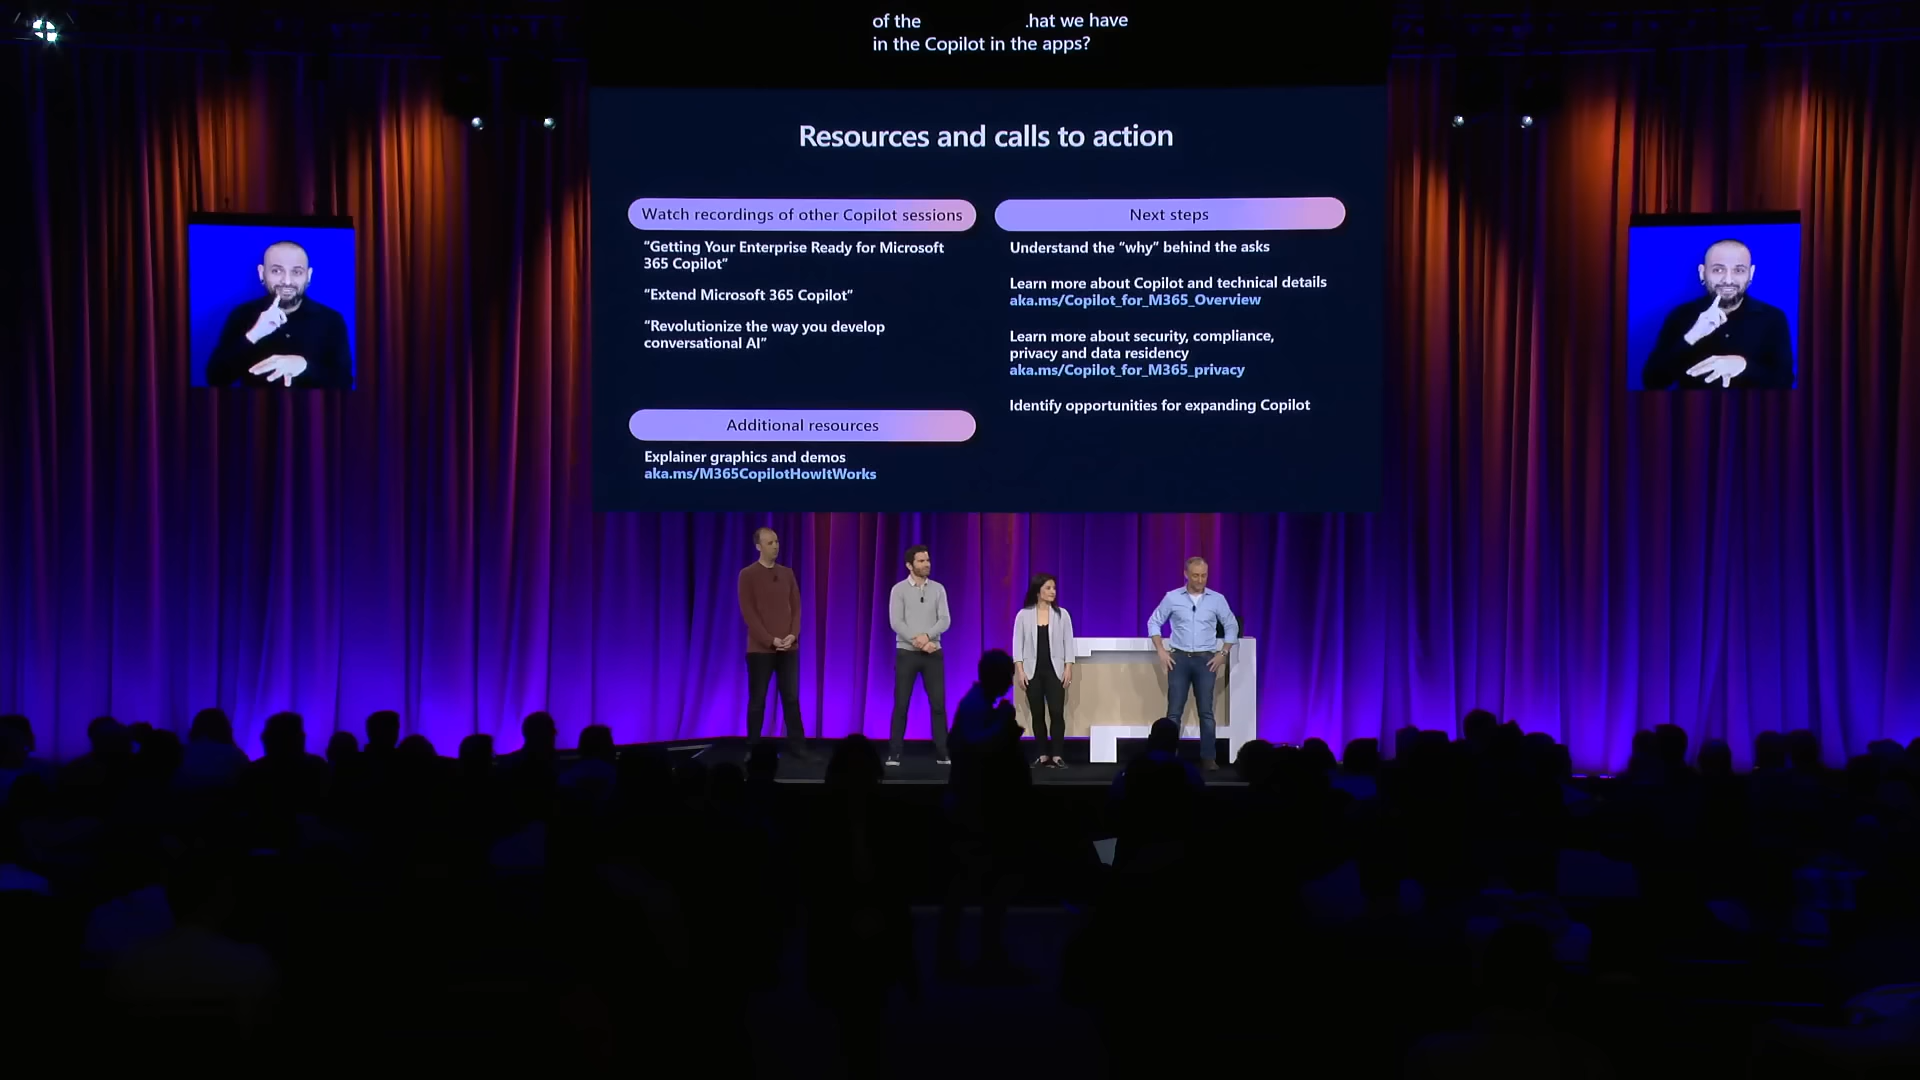 of the hat we have
in the Copilot in the apps?
Resources and calls to action
Watch recordings of other Copilot sessions
"Getting Your Enterprise Ready for Microsoft
365 Copilot"
"Extend Microsoft 365 Copilot"
"Revolutionize the way you develop
conversational AI"
Additional resources
Explainer graphics and demos
aka.ms/M365CopilotHowItWorks
Next steps
Understand the "why" behind the asks
Learn more about Copilot and technical details
aka.ms/Copilot_for_M365_Overview
Learn more about security, compliance,
privacy and data residency
aka.ms/Copilot_for_M365_privacy
Identify opportunities for expanding Copilot